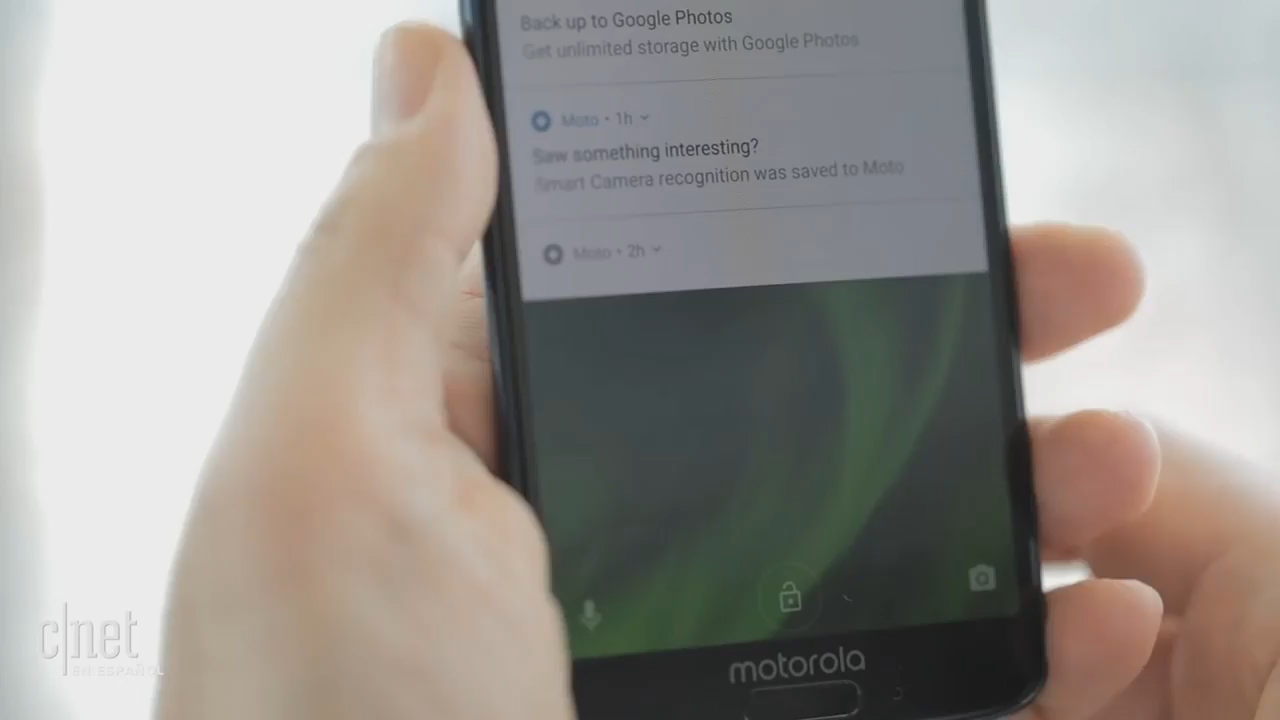 Back up to Google Photos
Get unlimited storage with Google Photos
Moto • 1h
Saw something interesting?
Smart Camera recognition was saved to Moto
Moto • 2h
motorola
c|net
EN ESPAÑOL